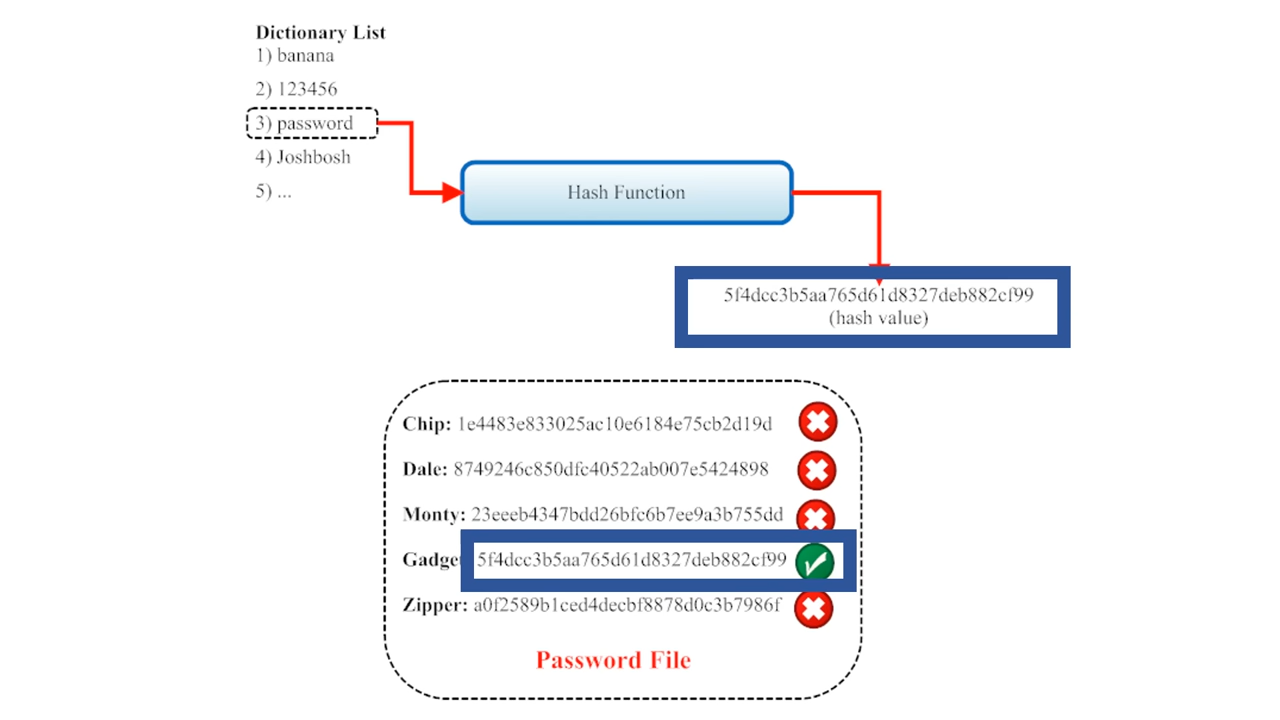 Dictionary List
1) banana
2) 123456
3) password
4) Joshbosh
5) ...
Hash Function
5f4dcc3b5aa765d61d8327deb882cf99
(hash value)
Chip: 1e4483e833025ac10e6184e75cb2d19d
Dale: 8749246c850dfc40522ab007e5424898
Monty: 23eeeb4347bdd26bfc6b7ee9a3b755dd
Gadge 5f4dcc3b5aa765d61d8327deb882cf99
Zipper: a0f2589b1ced4decbf8878d0c3b7986f
Password File